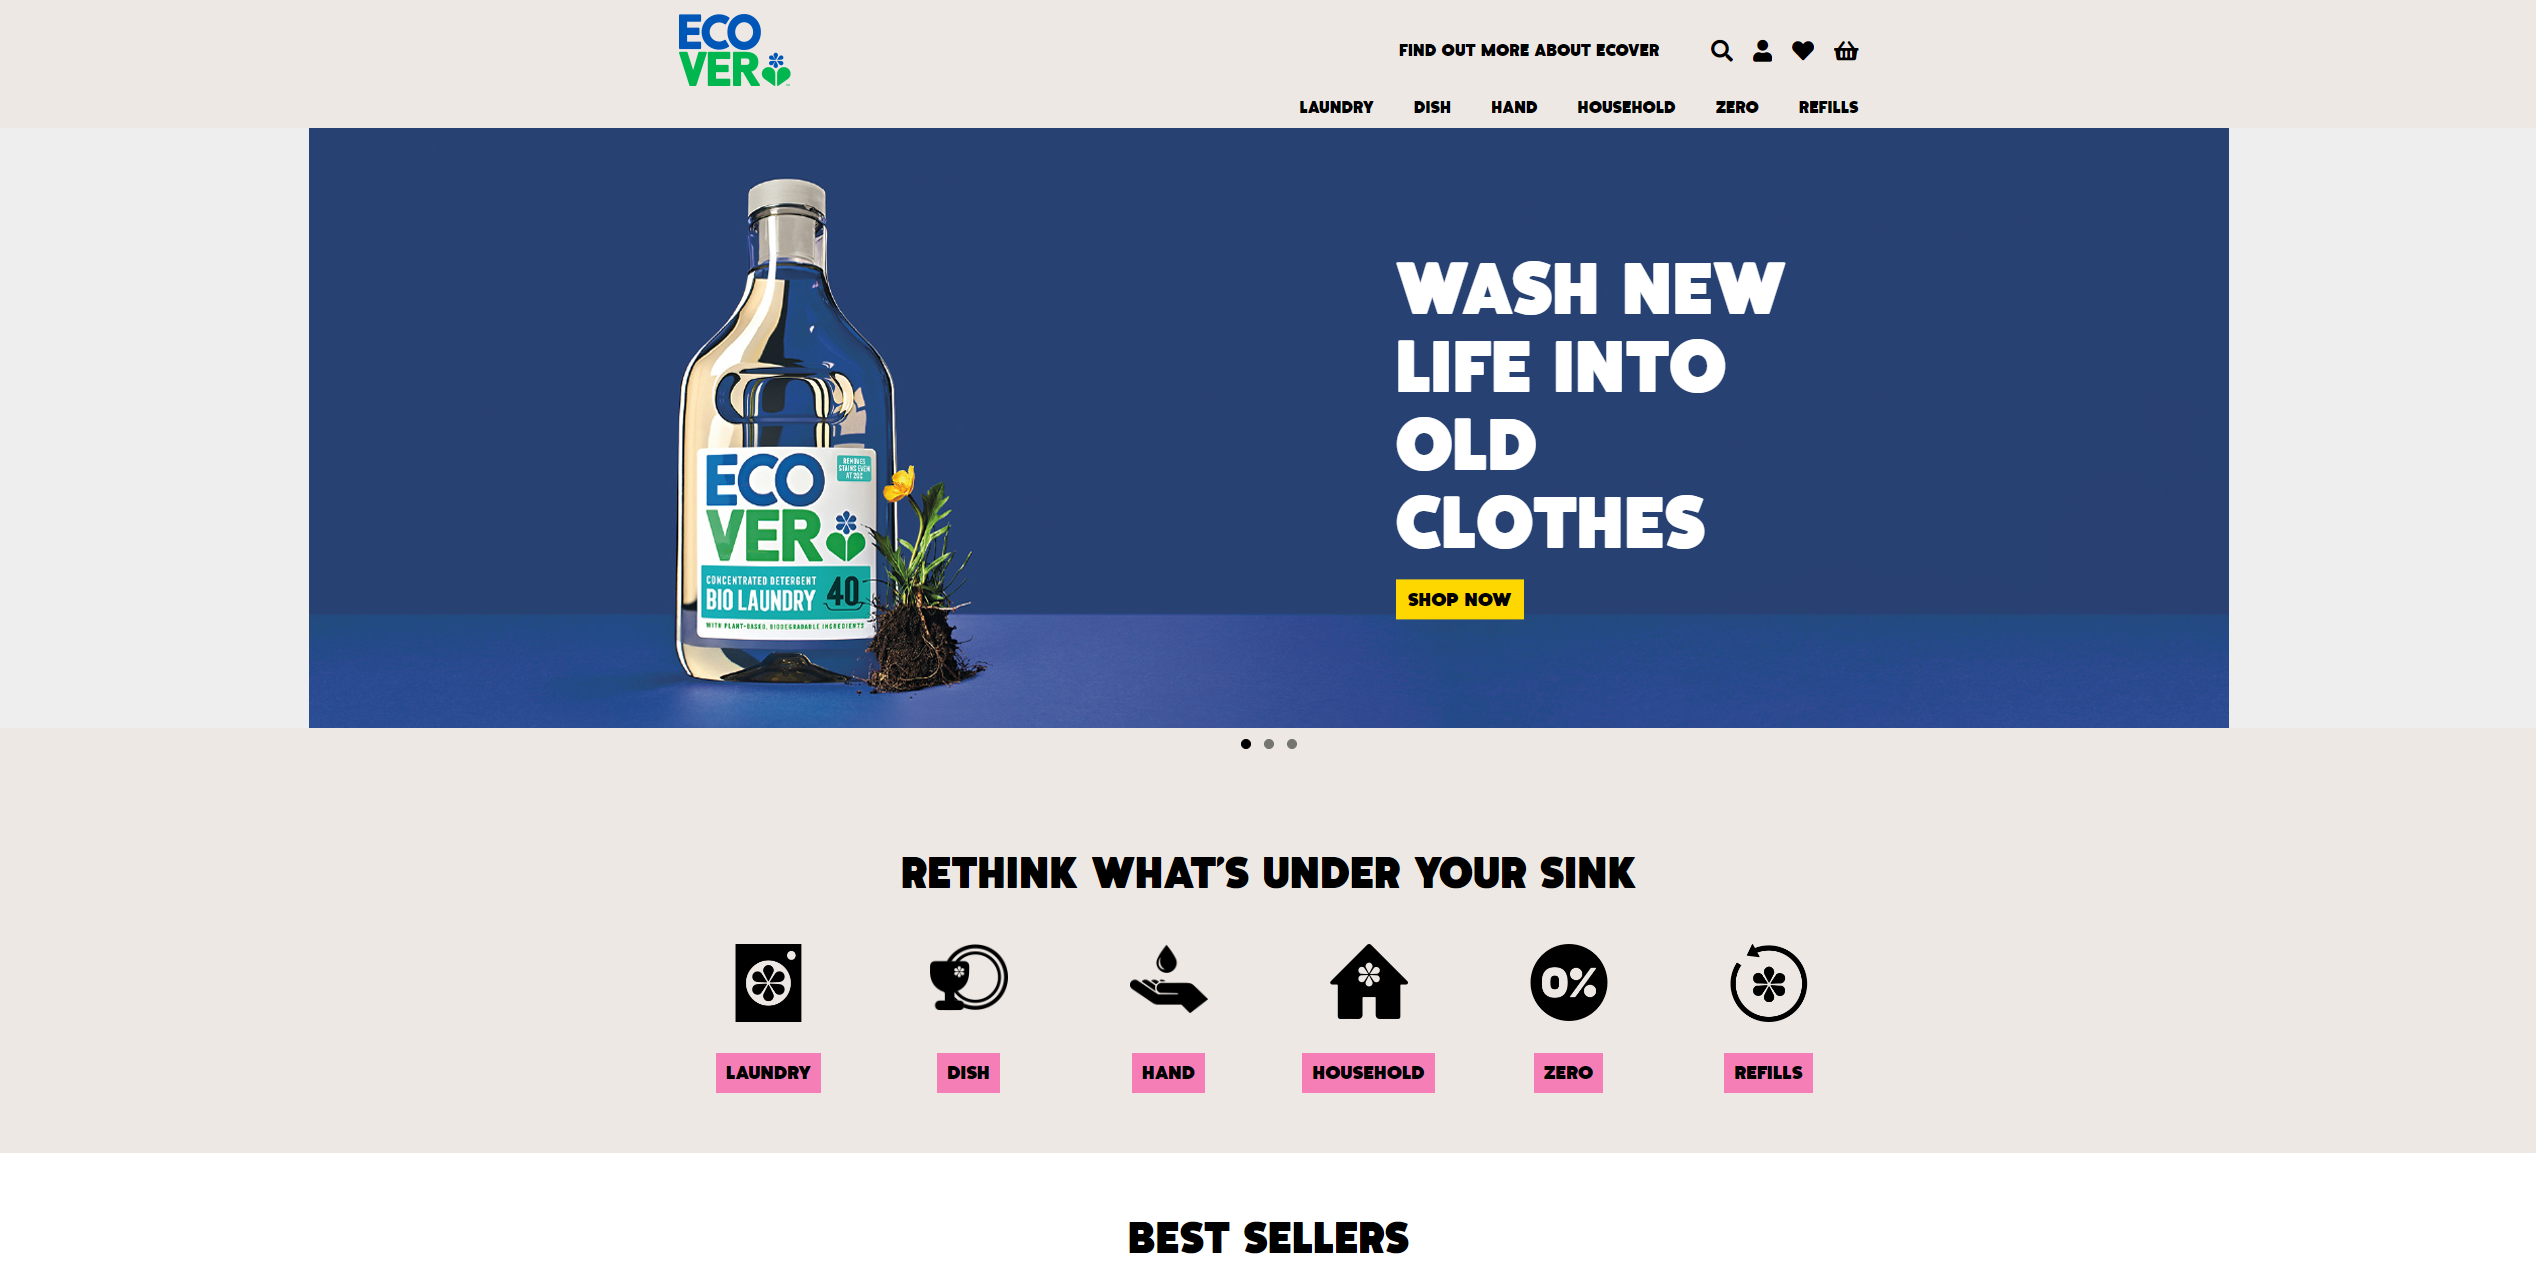 ECO
VER
FIND OUT MORE ABOUT ECOVER
LAUNDRY DISH HAND HOUSEHOLD ZERO REFILLS
REMOVES
STAINS EVEN
AT 20C
ECO
VER
CONCENTRATED DETERGENT
BIO LAUNDRY 40
WITH PLANT-BASED, BIODEGRADABLE INGREDIENTS
WASH NEW
LIFE INTO
OLD
CLOTHES
SHOP NOW
RETHINK WHAT'S UNDER YOUR SINK
0%
LAUNDRY DISH HAND HOUSEHOLD ZERO REFILLS
BEST SELLERS